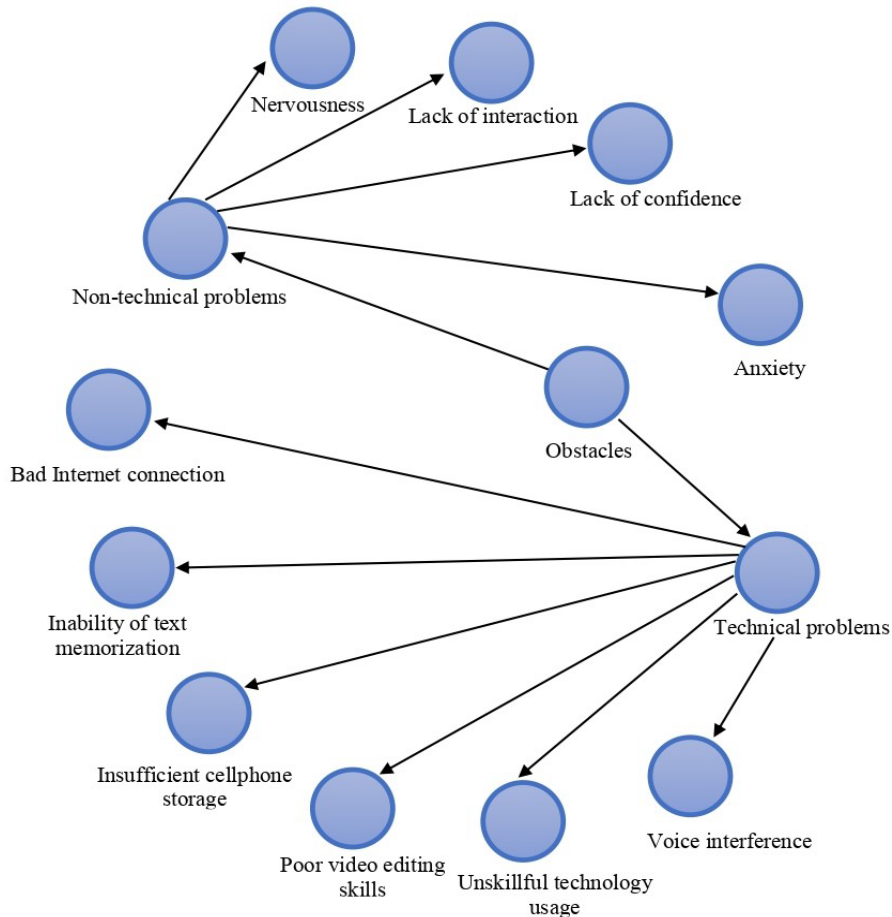 Nervousness
Lack of interaction
Lack of confidence
Non-technical problems
Anxiety
Obstacles
Bad Internet connection
Inability of text
memorization
Technical problems
Insufficient cellphone
storage
Poor video editing
skills
Unskillful technology
usage
Voice interference